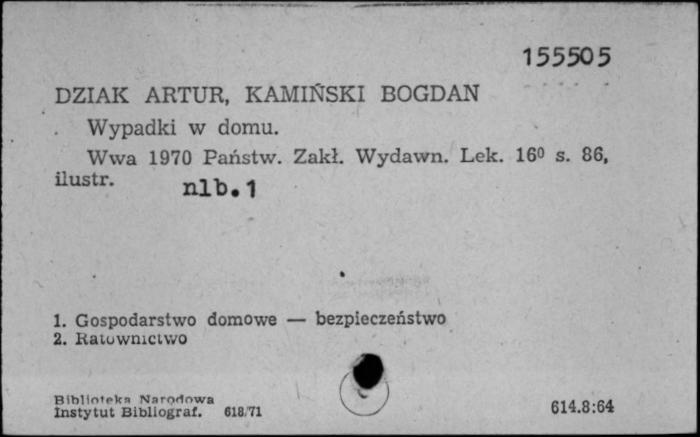 155505
DZIAK ARTUR, KAMIŃSKI BOGDAN
Wypadki w domu.
Wwa 1970 Państw. Zakł. Wydawn. Lek. 16⁰ s. 86,
ilustr. nlb. 1
1. Gospodarstwo domowe — bezpieczeństwo
2. Ratownictwo
Biblioteka Narodowa
Instytut Bibliograf. 618/71
614.8:64